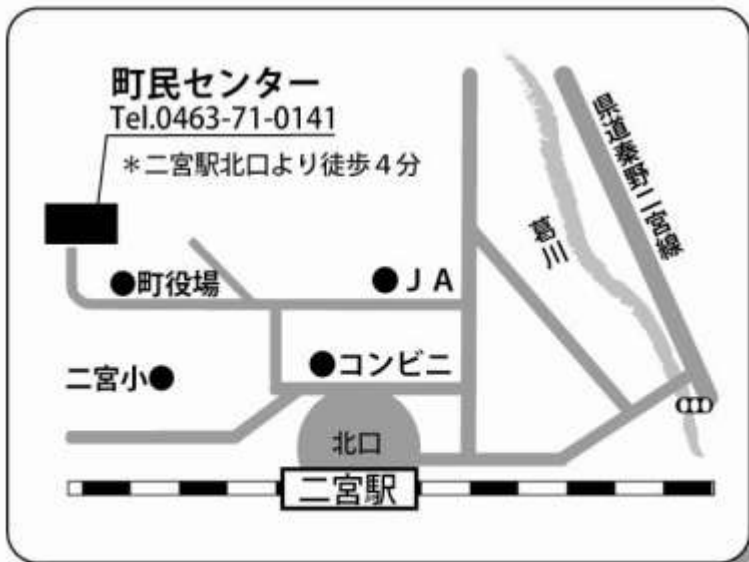 町民センター
Tel.0463-71-0141
＊二宮駅北口より徒歩４分
県道秦野二宮線
葛川
●町役場
●ＪＡ
二宮小●
●コンビニ
北口
二宮駅